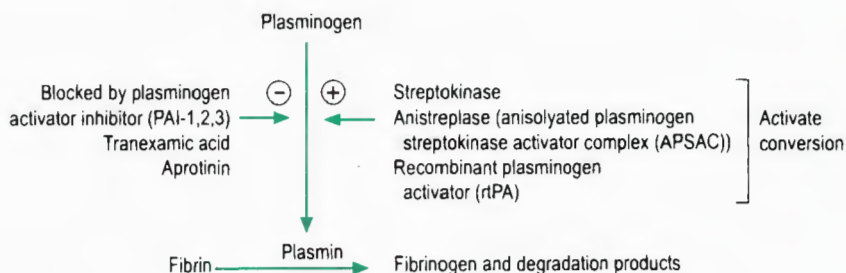 Plasminogen
Blocked by plasminogen
activator inhibitor (PAI-1,2,3)
Tranexamic acid
Aprotinin
−
+
Streptokinase
Anistreplase (anisolyated plasminogen
streptokinase activator complex (APSAC))
Recombinant plasminogen
activator (rtPA)
Activate
conversion
Plasmin
Fibrin
Fibrinogen and degradation products